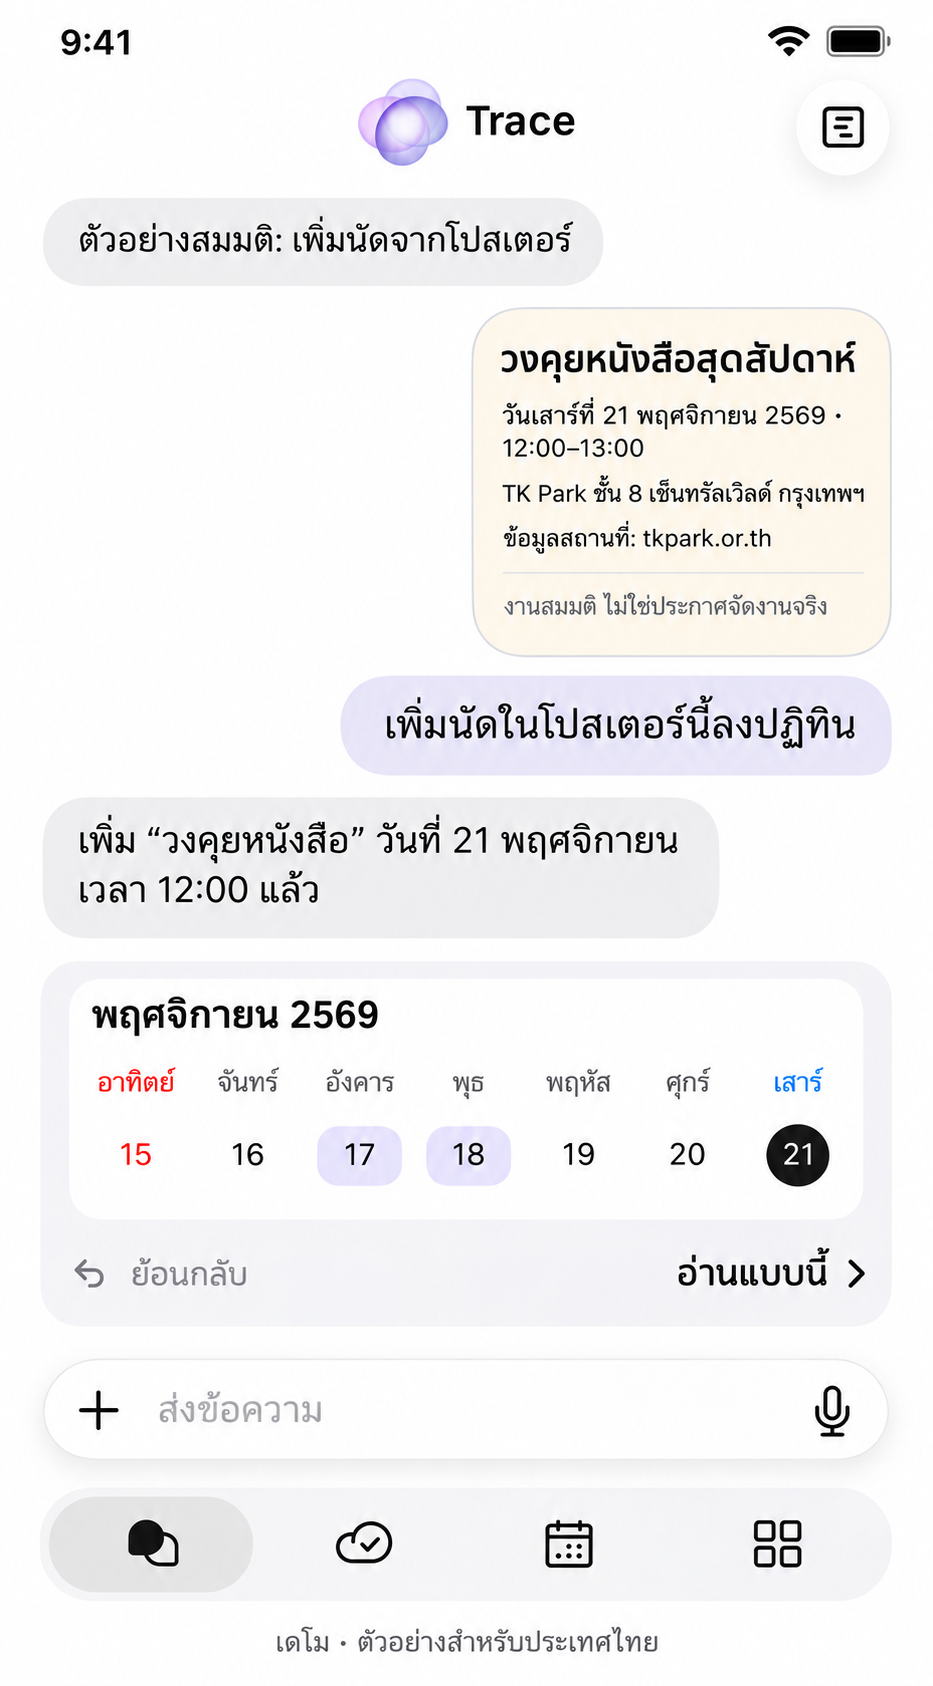 9:41
Trace
ตัวอย่างสมมติ: เพิ่มนัดจากโปสเตอร์
วงคุยหนังสือสุดสัปดาห์
วันเสาร์ที่ 21 พฤศจิกายน 2569 •
12:00–13:00
TK Park ชั้น 8 เซ็นทรัลเวิลด์ กรุงเทพฯ
ข้อมูลสถานที่: tkpark.or.th
งานสมมติ ไม่ใช่ประกาศจัดงานจริง
เพิ่มนัดในโปสเตอร์นี้ลงปฏิทิน
เพิ่ม “วงคุยหนังสือ” วันที่ 21 พฤศจิกายน
เวลา 12:00 แล้ว
พฤศจิกายน 2569
อาทิตย์ จันทร์ อังคาร พุธ พฤหัส ศุกร์ เสาร์
15 16 17 18 19 20 21
ย้อนกลับ อ่านแบบนี้
ส่งข้อความ
เดโม • ตัวอย่างสำหรับประเทศไทย